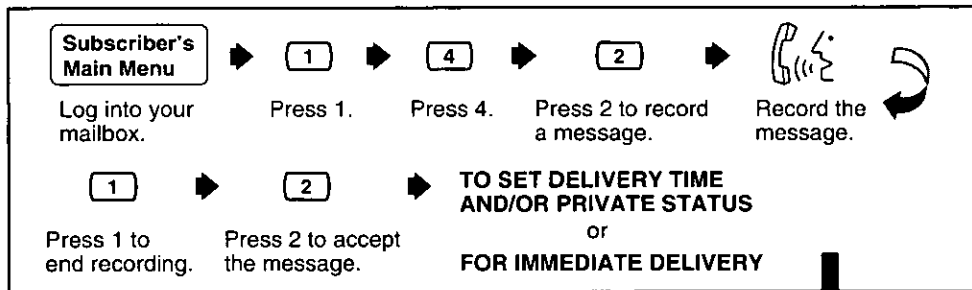 Subscriber's
Main Menu
1
4
2
Log into your
mailbox.
Press 1.
Press 4.
Press 2 to record
a message.
Record the
message.
1
2
TO SET DELIVERY TIME
AND/OR PRIVATE STATUS
or
FOR IMMEDIATE DELIVERY
Press 1 to
end recording.
Press 2 to accept
the message.